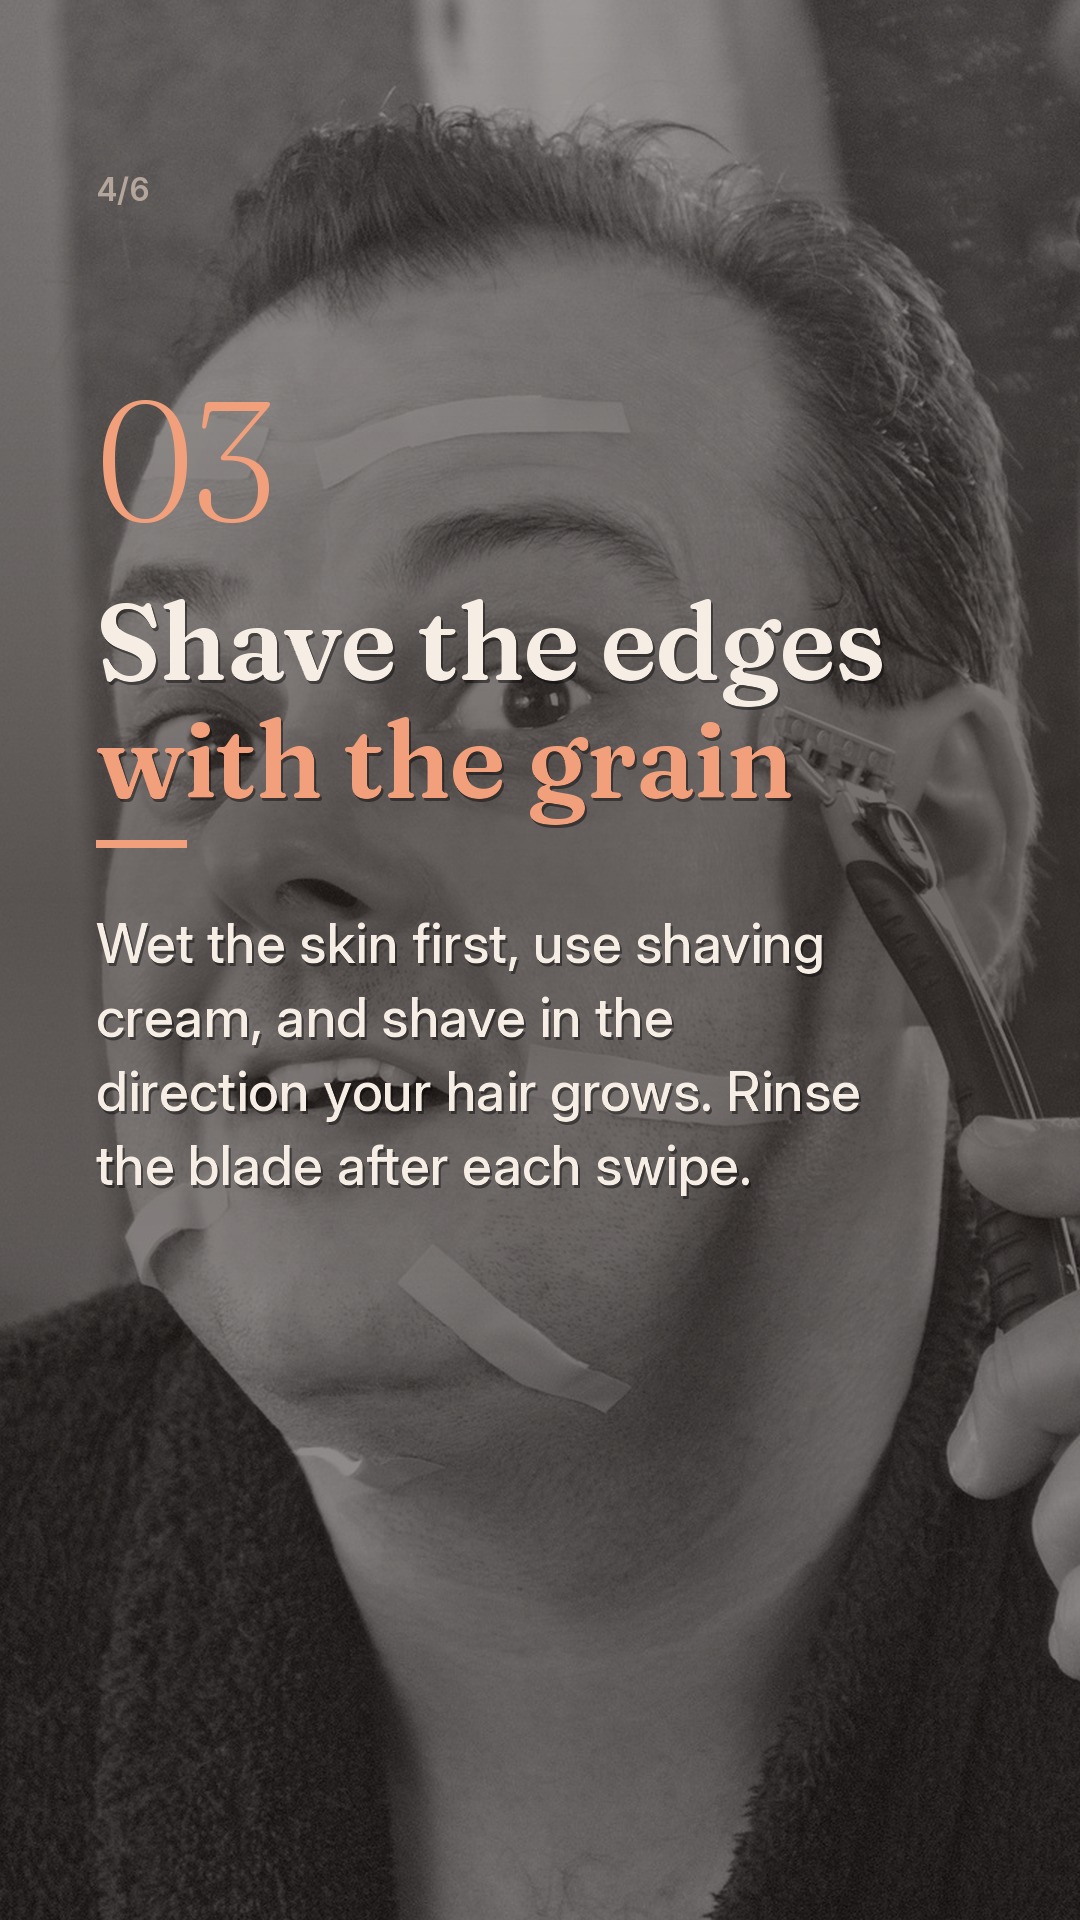 4/6
03
Shave the edges
with the grain
Wet the skin first, use shaving
cream, and shave in the
direction your hair grows. Rinse
the blade after each swipe.